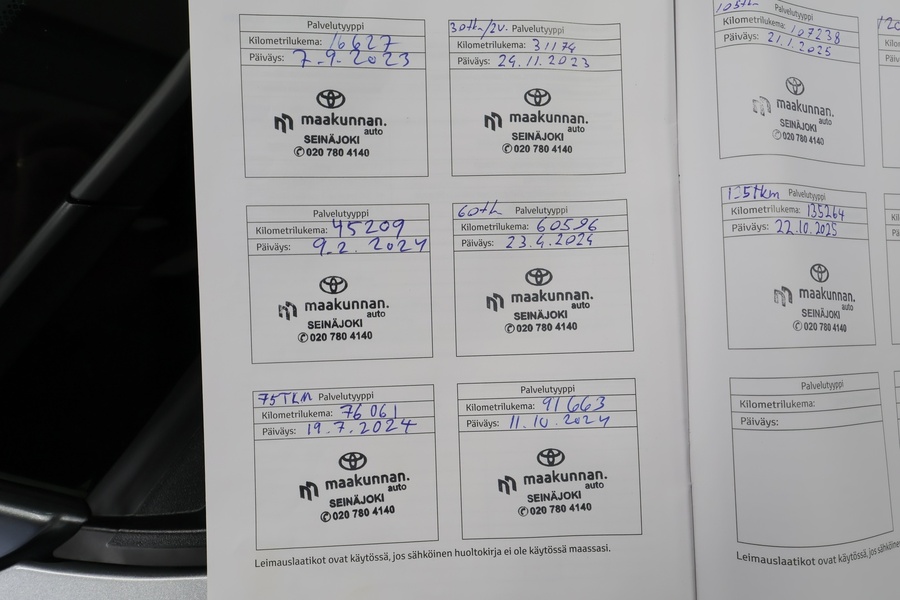 Palvelutyyppi
Kilometrilukema: 16627
Päiväys: 7.9.2023
maakunnan.
auto
SEINÄJOKI
✆020 780 4140
30tkm/2v. Palvelutyyppi
Kilometrilukema: 31174
Päiväys: 24.11.2023
maakunnan.
auto
SEINÄJOKI
✆020 780 4140
Palvelutyyppi
Kilometrilukema: 45209
Päiväys: 9.2.2024
maakunnan.
auto
SEINÄJOKI
✆020 780 4140
60tkm Palvelutyyppi
Kilometrilukema: 60596
Päiväys: 23.4.2024
maakunnan.
auto
SEINÄJOKI
✆020 780 4140
75TKM Palvelutyyppi
Kilometrilukema: 76 061
Päiväys: 19.7.2024
maakunnan.
auto
SEINÄJOKI
✆020 780 4140
Palvelutyyppi
Kilometrilukema: 91663
Päiväys: 11.10.2024
maakunnan.
auto
SEINÄJOKI
✆020 780 4140
Leimauslaatikot ovat käytössä, jos sähköinen huoltokirja ei ole käytössä maassasi.
105tkm Palvelutyyppi
Kilometrilukema: 107238
Päiväys: 21.1.2025
maakunnan.
auto
SEINÄJOKI
✆020 780 4140
135tkm Palvelutyyppi
Kilometrilukema: 135264
Päiväys: 22.10.2025
maakunnan.
auto
SEINÄJOKI
✆020 780 4140
Palvelutyyppi
Kilometrilukema:
Päiväys:
Leimauslaatikot ovat käytössä, jos sähköinen